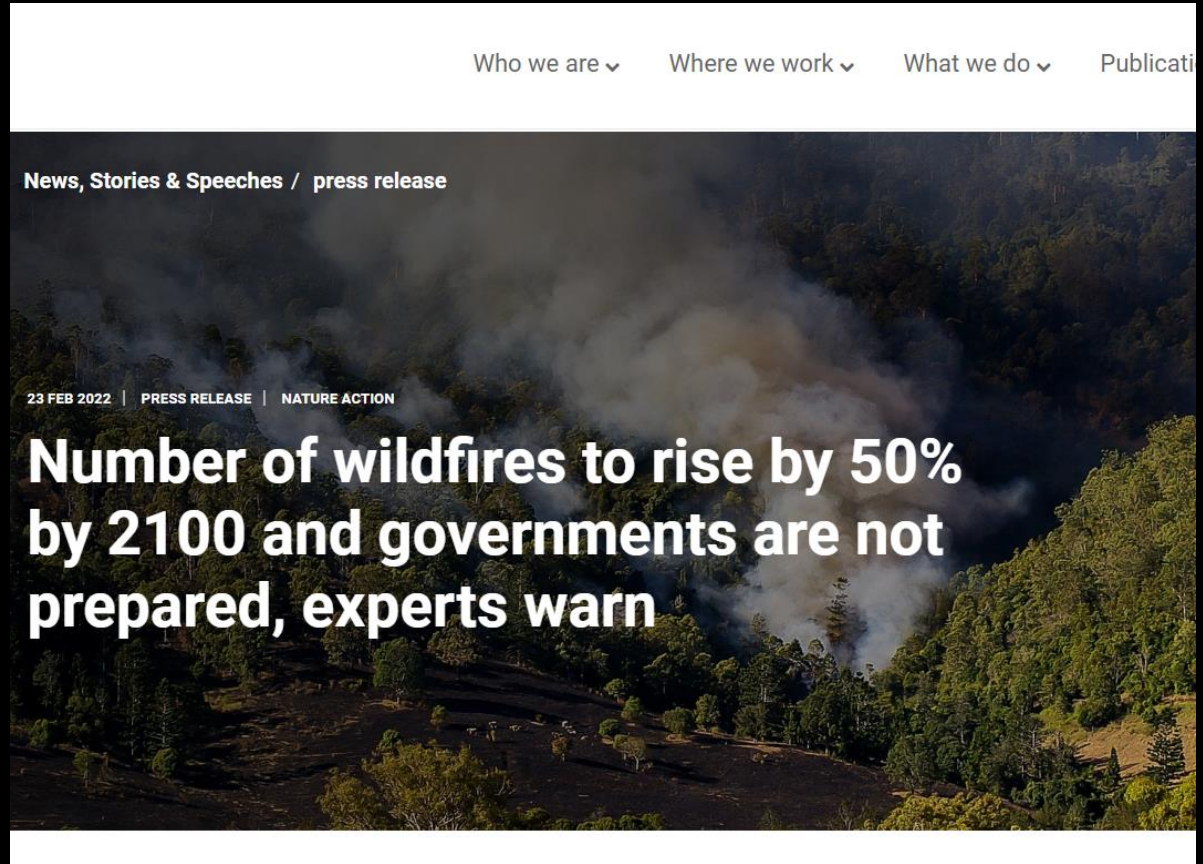 Who we are Where we work What we do Publicati
News, Stories & Speeches / press release
23 FEB 2022 | PRESS RELEASE | NATURE ACTION
Number of wildfires to rise by 50%
by 2100 and governments are not
prepared, experts warn